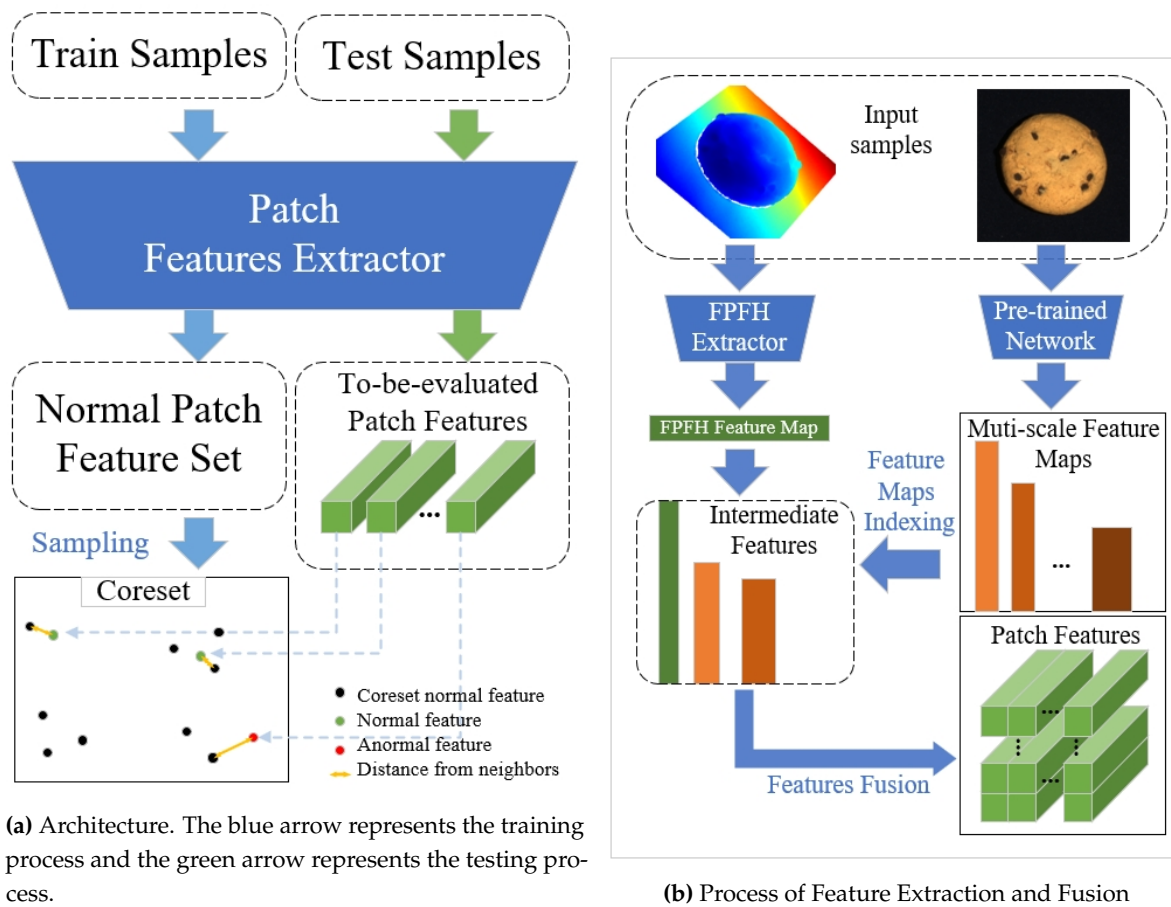 Train Samples
Test Samples
Patch
Features Extractor
Normal Patch
Feature Set
To-be-evaluated
Patch Features
...
Sampling
Coreset
Coreset normal feature
Normal feature
Anormal feature
Distance from neighbors
(a) Architecture. The blue arrow represents the training
process and the green arrow represents the testing pro-
cess.
Input
samples
FPFH
Extractor
Pre-trained
Network
FPFH Feature Map
Muti-scale Feature
Maps
...
Feature
Maps
Indexing
Intermediate
Features
Patch Features
...
...
Features Fusion
(b) Process of Feature Extraction and Fusion